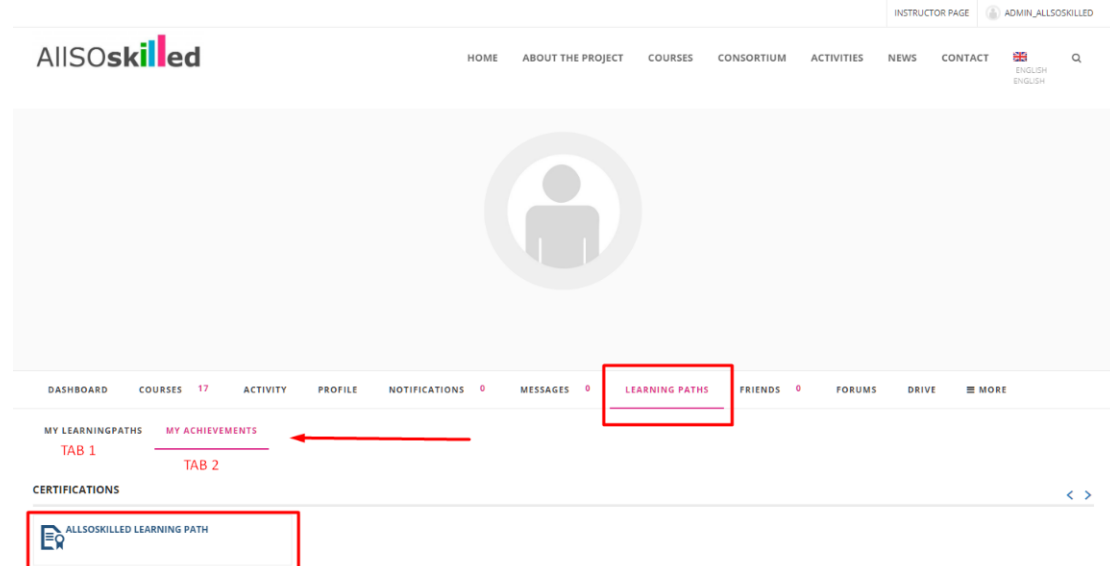 INSTRUCTOR PAGE ADMIN_ALLSOSKILLED
AllSOskilled
HOME ABOUT THE PROJECT COURSES CONSORTIUM ACTIVITIES NEWS CONTACT ENGLISH
ENGLISH
DASHBOARD COURSES 17 ACTIVITY PROFILE NOTIFICATIONS 0 MESSAGES 0 LEARNING PATHS FRIENDS 0 FORUMS DRIVE MORE
MY LEARNINGPATHS MY ACHIEVEMENTS
TAB 1
TAB 2
CERTIFICATIONS
ALLSOSKILLED LEARNING PATH